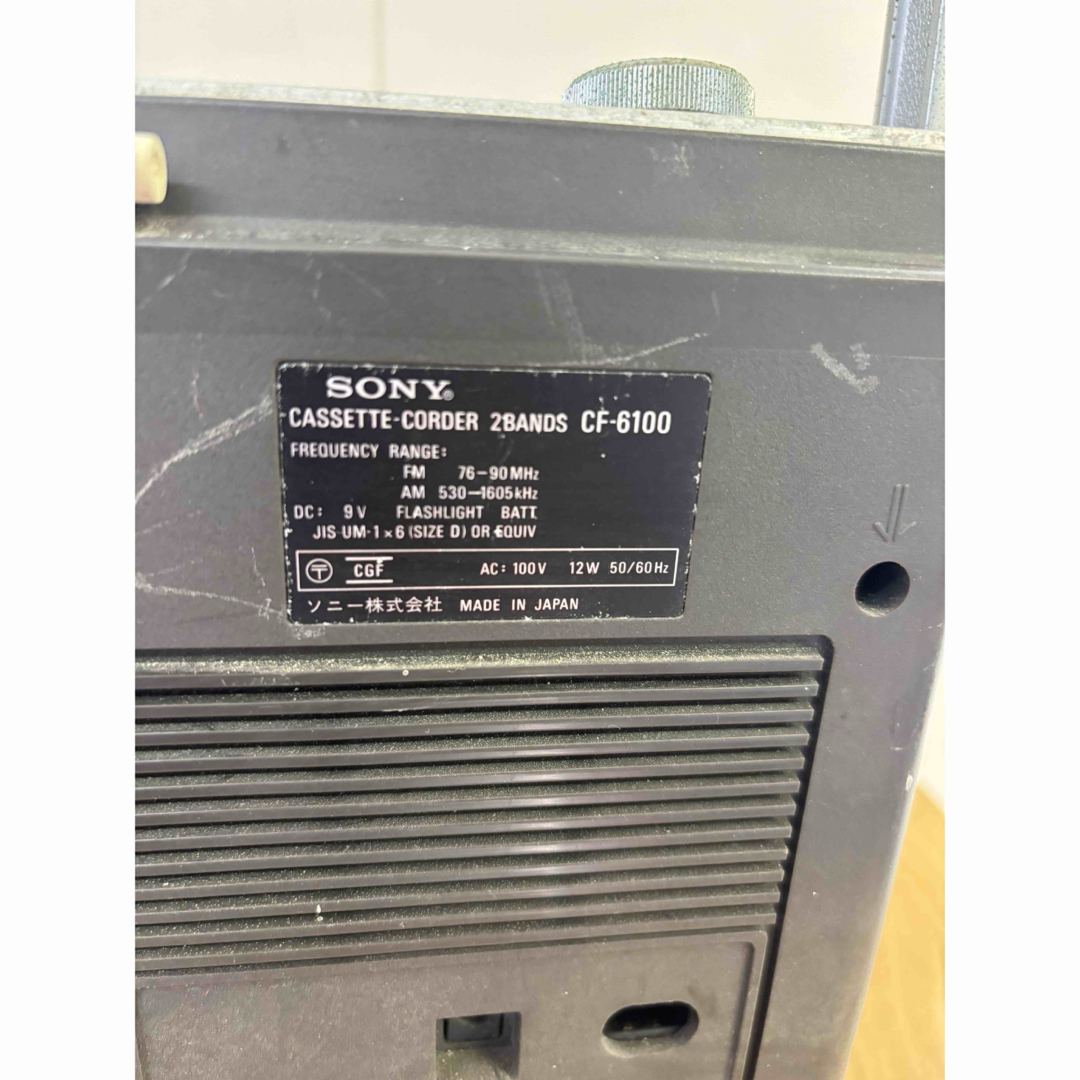 SONY®
CASSETTE-CORDER 2BANDS CF-6100
FREQUENCY RANGE:
FM 76-90MHz
AM 530-1605kHz
DC: 9V FLASHLIGHT BATT
JIS UM-1×6 (SIZE D) OR EQUIV
〶 CGF AC: 100V 12W 50/60Hz
ソニー株式会社 MADE IN JAPAN